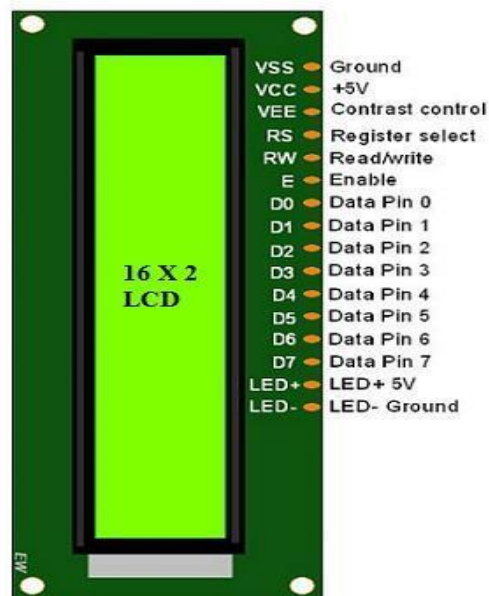 VSS Ground
VCC +5V
VEE Contrast control
RS Register select
RW Read/write
E Enable
D0 Data Pin 0
D1 Data Pin 1
D2 Data Pin 2
D3 Data Pin 3
D4 Data Pin 4
D5 Data Pin 5
D6 Data Pin 6
D7 Data Pin 7
LED+ LED+ 5V
LED- LED- Ground
16 X 2
LCD
EW